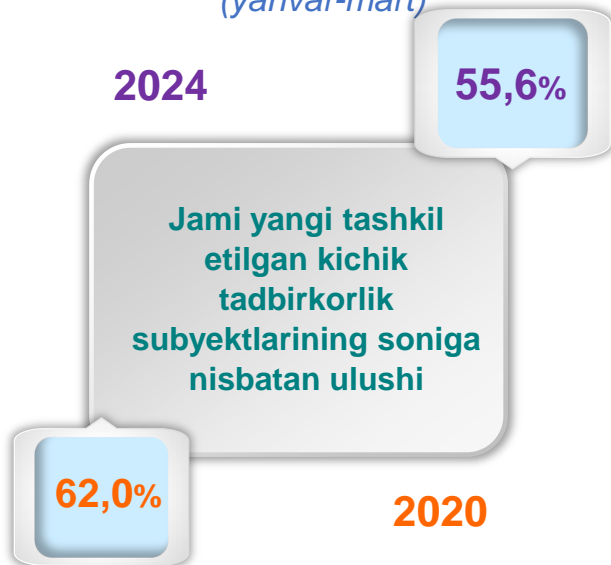 (yanvar-mart)
2024
55,6%
Jami yangi tashkil
etilgan kichik
tadbirkorlik
subyektlarining soniga
nisbatan ulushi
62,0%
2020